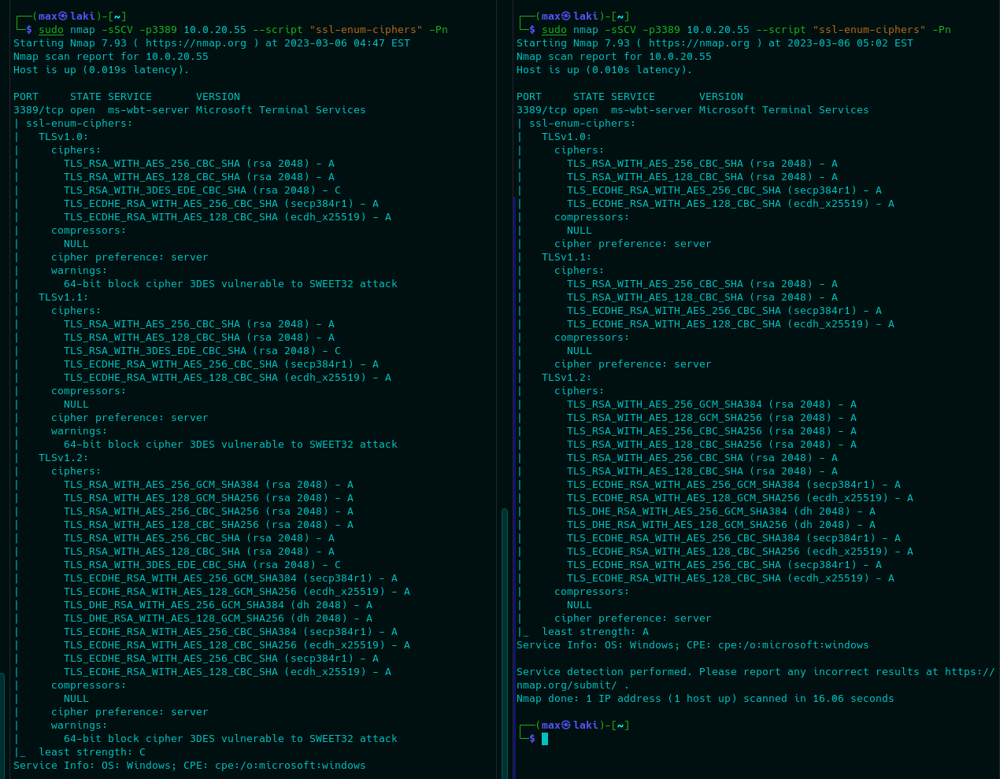 ┌──(max㉿laki)-[~]
└─$ sudo nmap -sSCV -p3389 10.0.20.55 --script "ssl-enum-ciphers" -Pn
Starting Nmap 7.93 ( https://nmap.org ) at 2023-03-06 04:47 EST
Nmap scan report for 10.0.20.55
Host is up (0.019s latency).

PORT     STATE SERVICE       VERSION
3389/tcp open  ms-wbt-server Microsoft Terminal Services
| ssl-enum-ciphers:
|   TLSv1.0:
|     ciphers:
|       TLS_RSA_WITH_AES_256_CBC_SHA (rsa 2048) - A
|       TLS_RSA_WITH_AES_128_CBC_SHA (rsa 2048) - A
|       TLS_RSA_WITH_3DES_EDE_CBC_SHA (rsa 2048) - C
|       TLS_ECDHE_RSA_WITH_AES_256_CBC_SHA (secp384r1) - A
|       TLS_ECDHE_RSA_WITH_AES_128_CBC_SHA (ecdh_x25519) - A
|     compressors:
|       NULL
|     cipher preference: server
|     warnings:
|       64-bit block cipher 3DES vulnerable to SWEET32 attack
|   TLSv1.1:
|     ciphers:
|       TLS_RSA_WITH_AES_256_CBC_SHA (rsa 2048) - A
|       TLS_RSA_WITH_AES_128_CBC_SHA (rsa 2048) - A
|       TLS_RSA_WITH_3DES_EDE_CBC_SHA (rsa 2048) - C
|       TLS_ECDHE_RSA_WITH_AES_256_CBC_SHA (secp384r1) - A
|       TLS_ECDHE_RSA_WITH_AES_128_CBC_SHA (ecdh_x25519) - A
|     compressors:
|       NULL
|     cipher preference: server
|     warnings:
|       64-bit block cipher 3DES vulnerable to SWEET32 attack
|   TLSv1.2:
|     ciphers:
|       TLS_RSA_WITH_AES_256_GCM_SHA384 (rsa 2048) - A
|       TLS_RSA_WITH_AES_128_GCM_SHA256 (rsa 2048) - A
|       TLS_RSA_WITH_AES_256_CBC_SHA256 (rsa 2048) - A
|       TLS_RSA_WITH_AES_128_CBC_SHA256 (rsa 2048) - A
|       TLS_RSA_WITH_AES_256_CBC_SHA (rsa 2048) - A
|       TLS_RSA_WITH_AES_128_CBC_SHA (rsa 2048) - A
|       TLS_RSA_WITH_3DES_EDE_CBC_SHA (rsa 2048) - C
|       TLS_ECDHE_RSA_WITH_AES_256_GCM_SHA384 (secp384r1) - A
|       TLS_ECDHE_RSA_WITH_AES_128_GCM_SHA256 (ecdh_x25519) - A
|       TLS_DHE_RSA_WITH_AES_256_GCM_SHA384 (dh 2048) - A
|       TLS_DHE_RSA_WITH_AES_128_GCM_SHA256 (dh 2048) - A
|       TLS_ECDHE_RSA_WITH_AES_256_CBC_SHA384 (secp384r1) - A
|       TLS_ECDHE_RSA_WITH_AES_128_CBC_SHA256 (ecdh_x25519) - A
|       TLS_ECDHE_RSA_WITH_AES_256_CBC_SHA (secp384r1) - A
|       TLS_ECDHE_RSA_WITH_AES_128_CBC_SHA (ecdh_x25519) - A
|     compressors:
|       NULL
|     cipher preference: server
|     warnings:
|       64-bit block cipher 3DES vulnerable to SWEET32 attack
|_  least strength: C
Service Info: OS: Windows; CPE: cpe:/o:microsoft:windows
┌──(max㉿laki)-[~]
└─$ sudo nmap -sSCV -p3389 10.0.20.55 --script "ssl-enum-ciphers" -Pn
Starting Nmap 7.93 ( https://nmap.org ) at 2023-03-06 05:02 EST
Nmap scan report for 10.0.20.55
Host is up (0.010s latency).

PORT     STATE SERVICE       VERSION
3389/tcp open  ms-wbt-server Microsoft Terminal Services
| ssl-enum-ciphers:
|   TLSv1.0:
|     ciphers:
|       TLS_RSA_WITH_AES_256_CBC_SHA (rsa 2048) - A
|       TLS_RSA_WITH_AES_128_CBC_SHA (rsa 2048) - A
|       TLS_ECDHE_RSA_WITH_AES_256_CBC_SHA (secp384r1) - A
|       TLS_ECDHE_RSA_WITH_AES_128_CBC_SHA (ecdh_x25519) - A
|     compressors:
|       NULL
|     cipher preference: server
|   TLSv1.1:
|     ciphers:
|       TLS_RSA_WITH_AES_256_CBC_SHA (rsa 2048) - A
|       TLS_RSA_WITH_AES_128_CBC_SHA (rsa 2048) - A
|       TLS_ECDHE_RSA_WITH_AES_256_CBC_SHA (secp384r1) - A
|       TLS_ECDHE_RSA_WITH_AES_128_CBC_SHA (ecdh_x25519) - A
|     compressors:
|       NULL
|     cipher preference: server
|   TLSv1.2:
|     ciphers:
|       TLS_RSA_WITH_AES_256_GCM_SHA384 (rsa 2048) - A
|       TLS_RSA_WITH_AES_128_GCM_SHA256 (rsa 2048) - A
|       TLS_RSA_WITH_AES_256_CBC_SHA256 (rsa 2048) - A
|       TLS_RSA_WITH_AES_128_CBC_SHA256 (rsa 2048) - A
|       TLS_RSA_WITH_AES_256_CBC_SHA (rsa 2048) - A
|       TLS_RSA_WITH_AES_128_CBC_SHA (rsa 2048) - A
|       TLS_ECDHE_RSA_WITH_AES_256_GCM_SHA384 (secp384r1) - A
|       TLS_ECDHE_RSA_WITH_AES_128_GCM_SHA256 (ecdh_x25519) - A
|       TLS_DHE_RSA_WITH_AES_256_GCM_SHA384 (dh 2048) - A
|       TLS_DHE_RSA_WITH_AES_128_GCM_SHA256 (dh 2048) - A
|       TLS_ECDHE_RSA_WITH_AES_256_CBC_SHA384 (secp384r1) - A
|       TLS_ECDHE_RSA_WITH_AES_128_CBC_SHA256 (ecdh_x25519) - A
|       TLS_ECDHE_RSA_WITH_AES_256_CBC_SHA (secp384r1) - A
|       TLS_ECDHE_RSA_WITH_AES_128_CBC_SHA (ecdh_x25519) - A
|     compressors:
|       NULL
|     cipher preference: server
|_  least strength: A
Service Info: OS: Windows; CPE: cpe:/o:microsoft:windows

Service detection performed. Please report any incorrect results at https://
nmap.org/submit/ .
Nmap done: 1 IP address (1 host up) scanned in 16.06 seconds

┌──(max㉿laki)-[~]
└─$